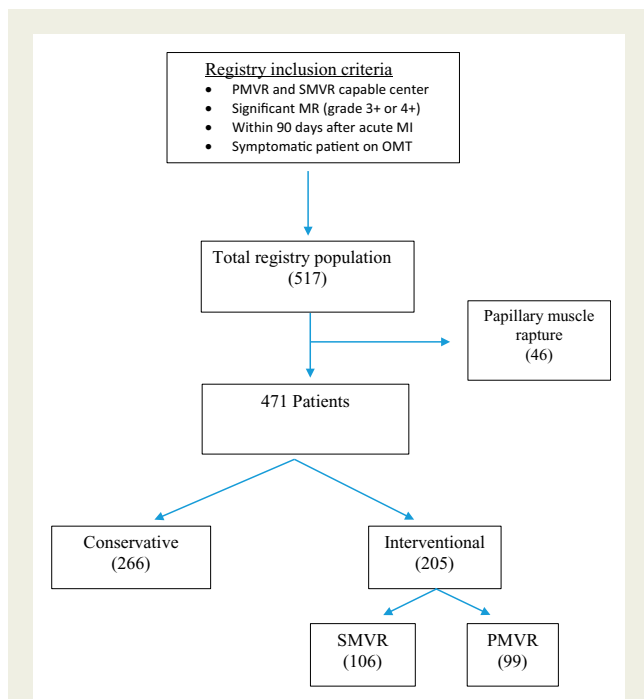 Registry inclusion criteria
• PMVR and SMVR capable center
• Significant MR (grade 3+ or 4+)
• Within 90 days after acute MI
• Symptomatic patient on OMT
Total registry population
(517)
Papillary muscle
rapture
(46)
471 Patients
Conservative
(266)
Interventional
(205)
SMVR
(106)
PMVR
(99)